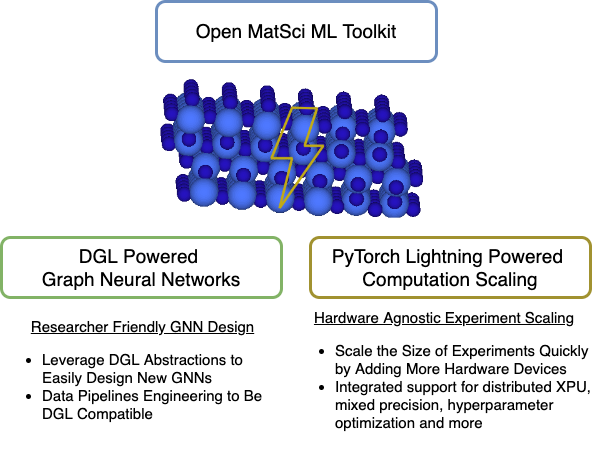 Open MatSci ML Toolkit
DGL Powered
Graph Neural Networks
Researcher Friendly GNN Design
• Leverage DGL Abstractions to
Easily Design New GNNs
• Data Pipelines Engineering to Be
DGL Compatible
PyTorch Lightning Powered
Computation Scaling
Hardware Agnostic Experiment Scaling
• Scale the Size of Experiments Quickly
by Adding More Hardware Devices
• Integrated support for distributed XPU,
mixed precision, hyperparameter
optimization and more